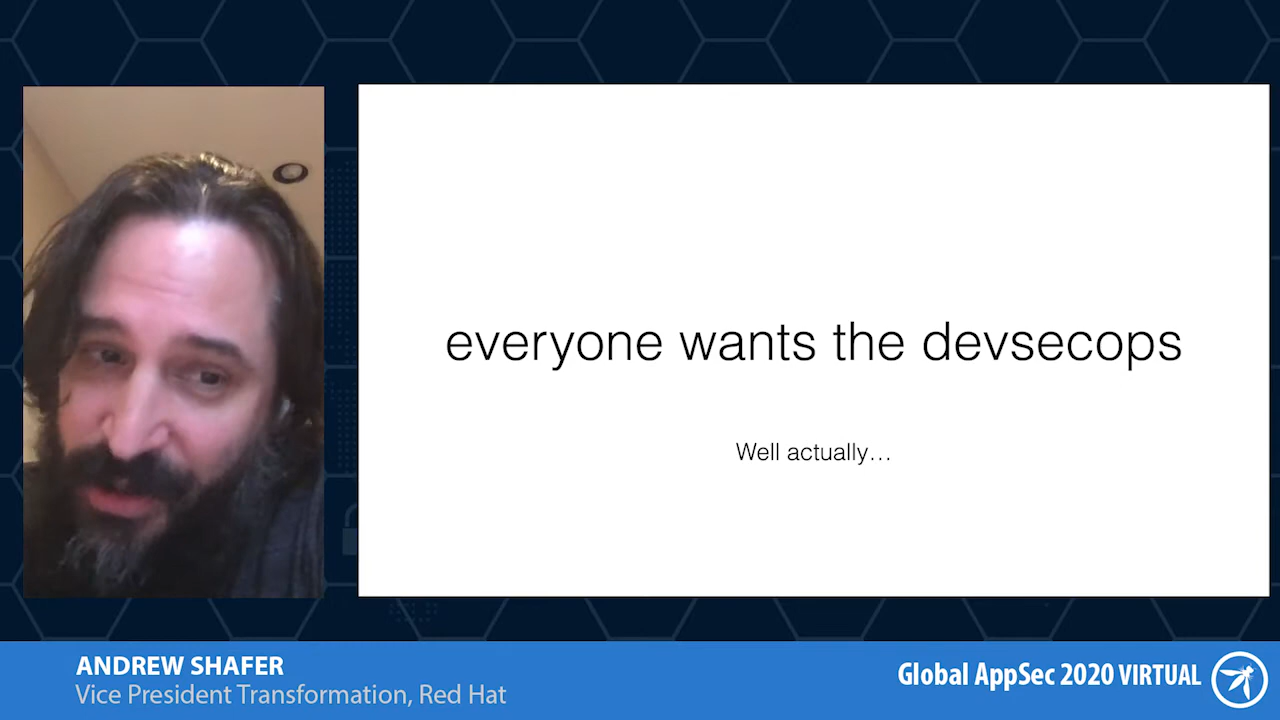 everyone wants the devsecops
Well actually…
ANDREW SHAFER
Vice President Transformation, Red Hat
Global AppSec 2020 VIRTUAL